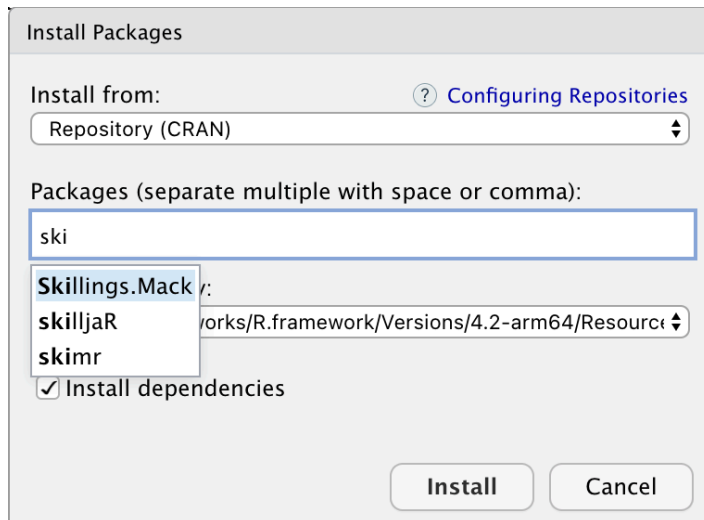 Install Packages
Install from:
? Configuring Repositories
Repository (CRAN)
Packages (separate multiple with space or comma):
ski
Skillings.Mack
skilljaR
skimr
y:
orks/R.framework/Versions/4.2-arm64/Resource
Install dependencies
Install
Cancel